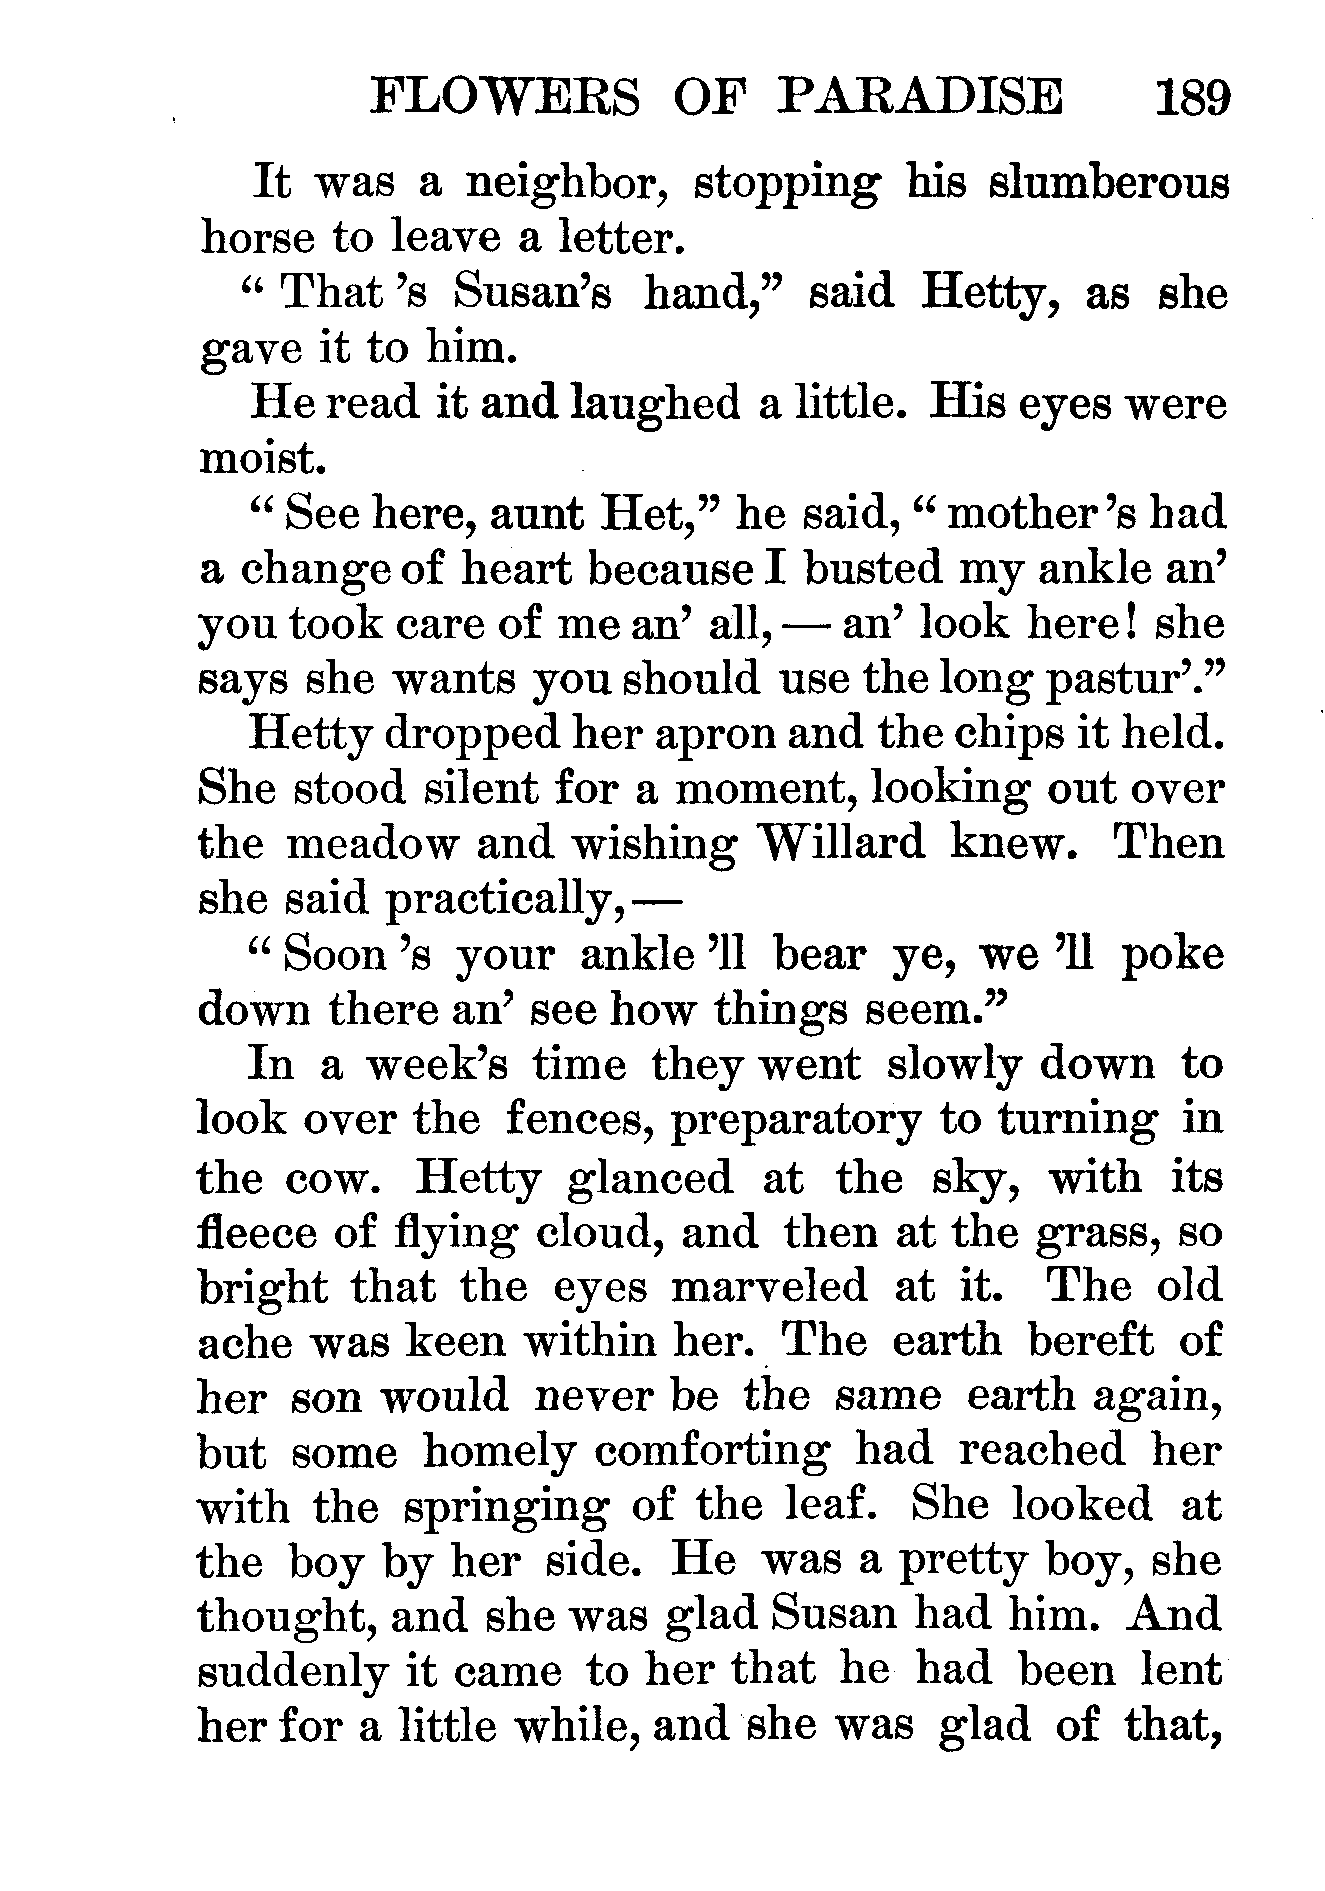 FLOWERS OF PARADISE 189
It was a neighbor, stopping his slumberous
horse to leave a letter.
“ That ’s Susan’s hand,” said Hetty, as she
gave it to him.
He read it and laughed a little. His eyes were
moist.
“ See here, aunt Het,” he said, “ mother ’s had
a change of heart because I busted my ankle an’
you took care of me an’ all, — an’ look here! she
says she wants you should use the long pastur’.”
Hetty dropped her apron and the chips it held.
She stood silent for a moment, looking out over
the meadow and wishing Willard knew. Then
she said practically,—
“ Soon ’s your ankle ’ll bear ye, we ’ll poke
down there an’ see how things seem.”
In a week’s time they went slowly down to
look over the fences, preparatory to turning in
the cow. Hetty glanced at the sky, with its
fleece of flying cloud, and then at the grass, so
bright that the eyes marveled at it. The old
ache was keen within her. The earth bereft of
her son would never be the same earth again,
but some homely comforting had reached her
with the springing of the leaf. She looked at
the boy by her side. He was a pretty boy, she
thought, and she was glad Susan had him. And
suddenly it came to her that he had been lent
her for a little while, and she was glad of that,